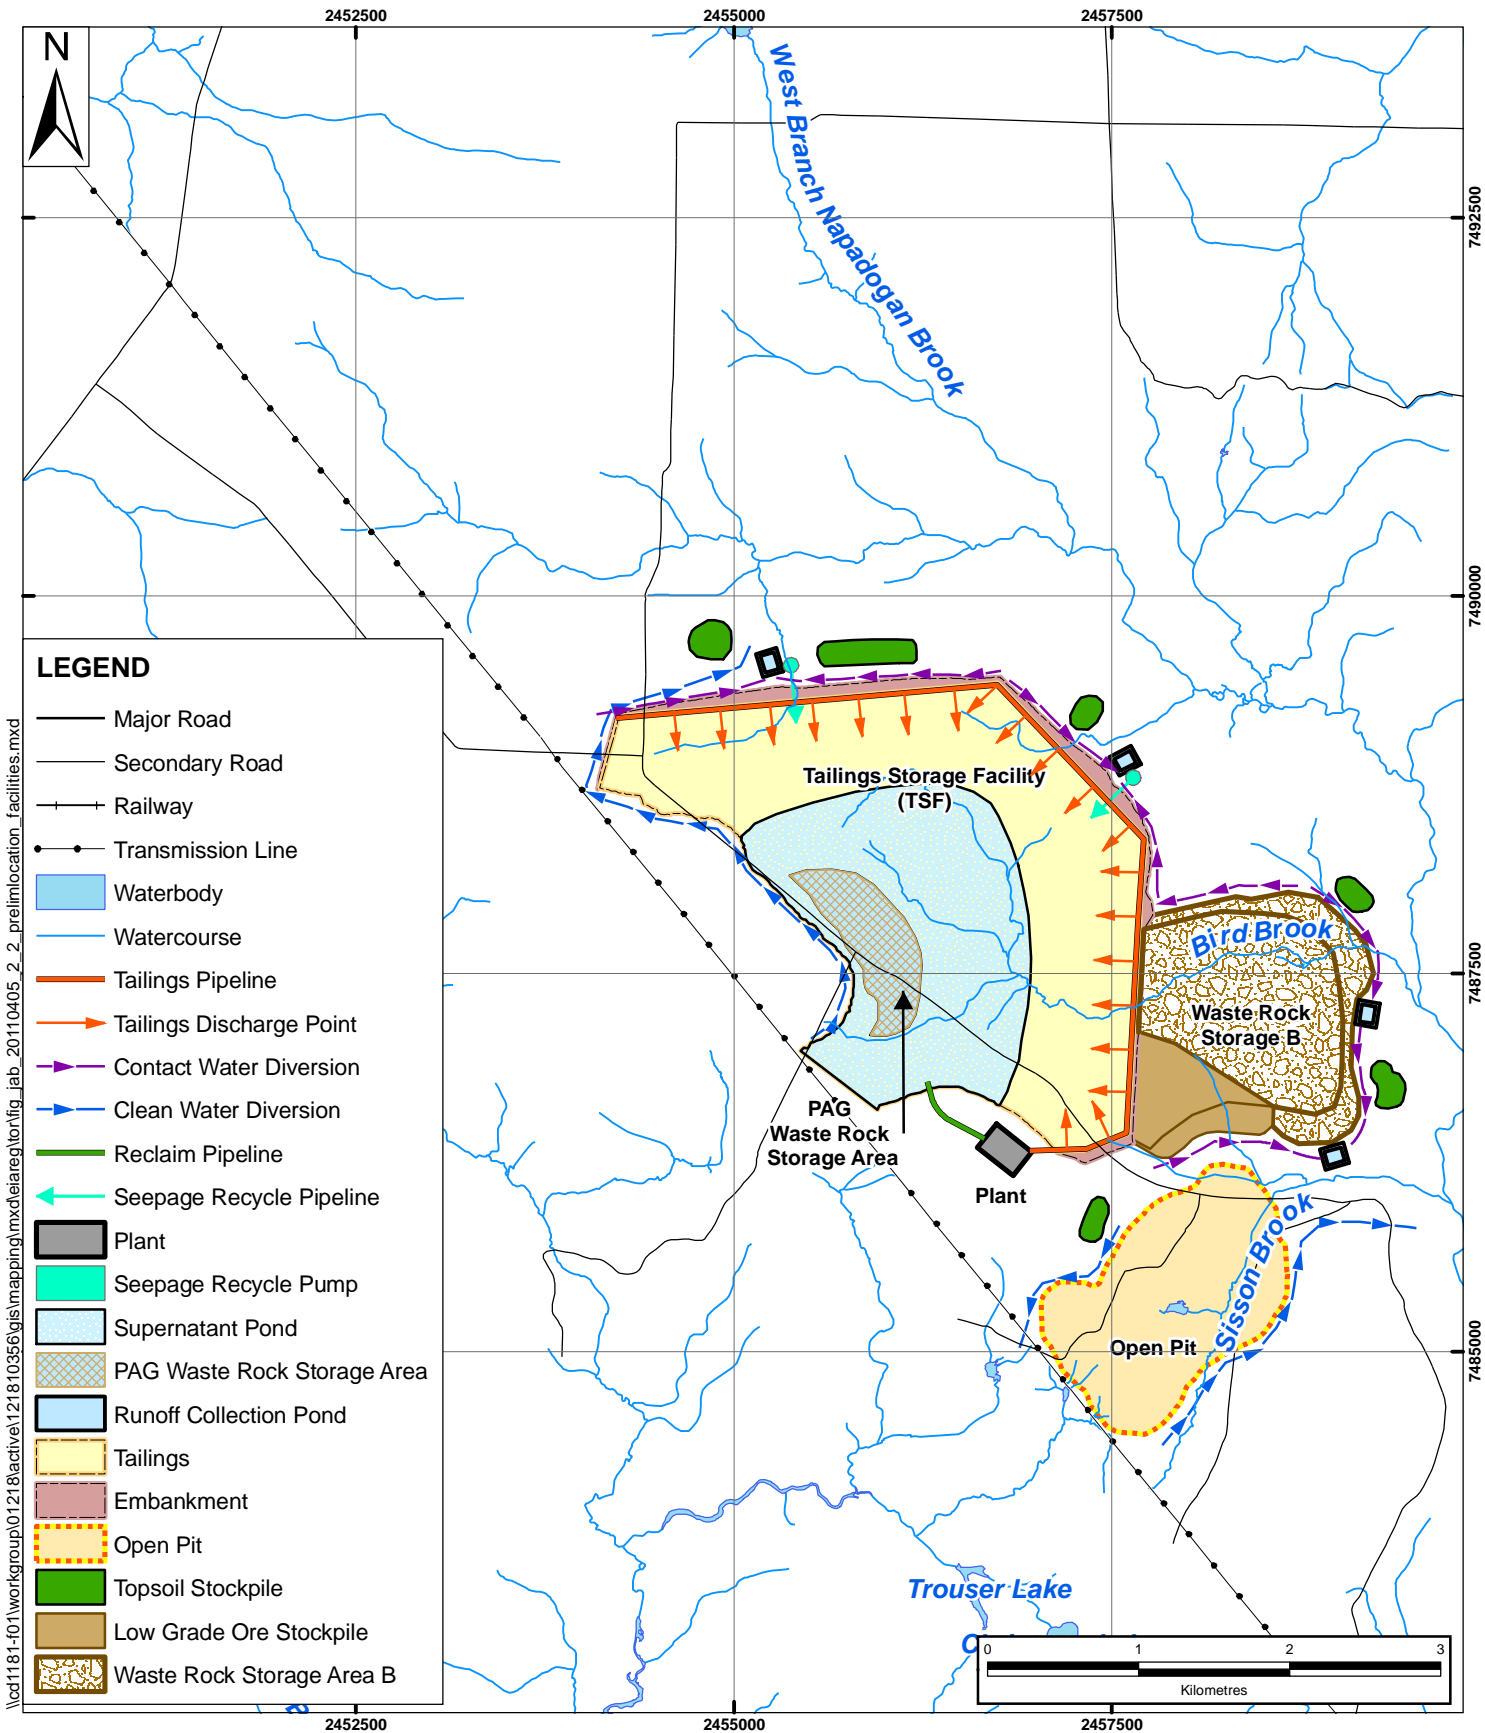 2452500
2455000
2457500
N
West Branch Napadogan Brook
7492500
7490000
LEGEND
Major Road
Secondary Road
Railway
Transmission Line
Waterbody
Watercourse
Tailings Pipeline
Tailings Discharge Point
Contact Water Diversion
Clean Water Diversion
Reclaim Pipeline
Seepage Recycle Pipeline
Plant
Seepage Recycle Pump
Supernatant Pond
PAG Waste Rock Storage Area
Runoff Collection Pond
Tailings
Embankment
Open Pit
Topsoil Stockpile
Low Grade Ore Stockpile
Waste Rock Storage Area B
Tailings Storage Facility
(TSF)
Bird Brook
7487500
Waste Rock
Storage B
PAG
Waste Rock
Storage Area
Plant
Sisson Brook
Open Pit
7485000
Trouser Lake
0 1 2 3
Kilometres
2452500
2455000
2457500
\\cd1181-f01\workgroup\01218\active\121810356\gis\mapping\mxd\eiareg\tor\fig_jab_20110405_2_2_prelimlocation_facilities.mxd